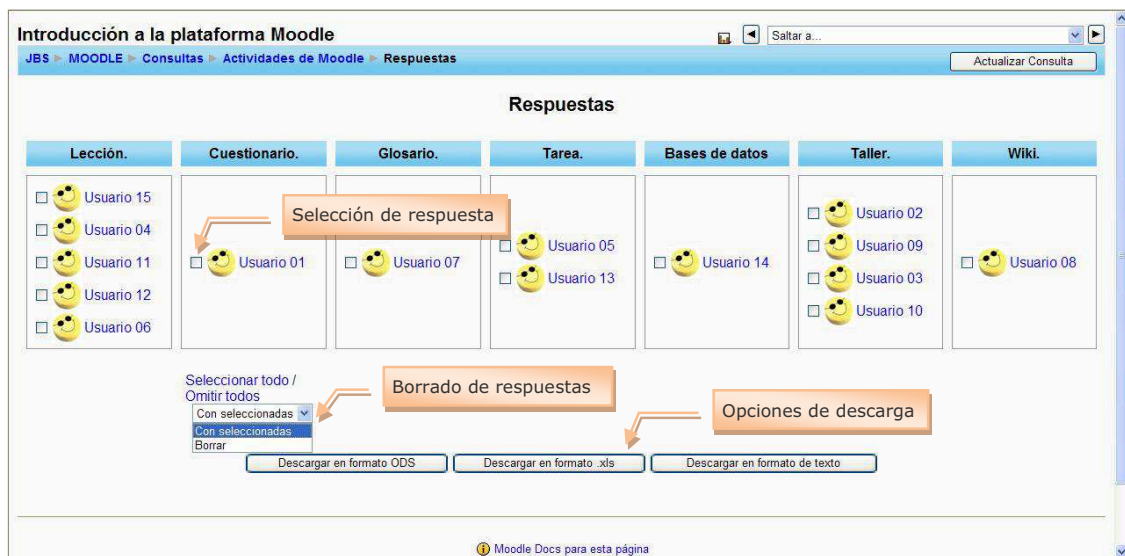 Introducción a la plataforma Moodle
Saltar a...
JBS ► MOODLE ► Consultas ► Actividades de Moodle ► Respuestas
Actualizar Consulta
Respuestas
Lección. Cuestionario. Glosario. Tarea. Bases de datos Taller. Wiki.
Usuario 15
Usuario 04
Usuario 11
Usuario 12
Usuario 06
Selección de respuesta
Usuario 01
Usuario 07
Usuario 05
Usuario 13
Usuario 14
Usuario 02
Usuario 09
Usuario 03
Usuario 10
Usuario 08
Seleccionar todo /
Omitir todos
Con seleccionadas
Con seleccionadas
Borrar
Borrado de respuestas
Opciones de descarga
Descargar en formato ODS
Descargar en formato .xls
Descargar en formato de texto
Moodle Docs para esta página